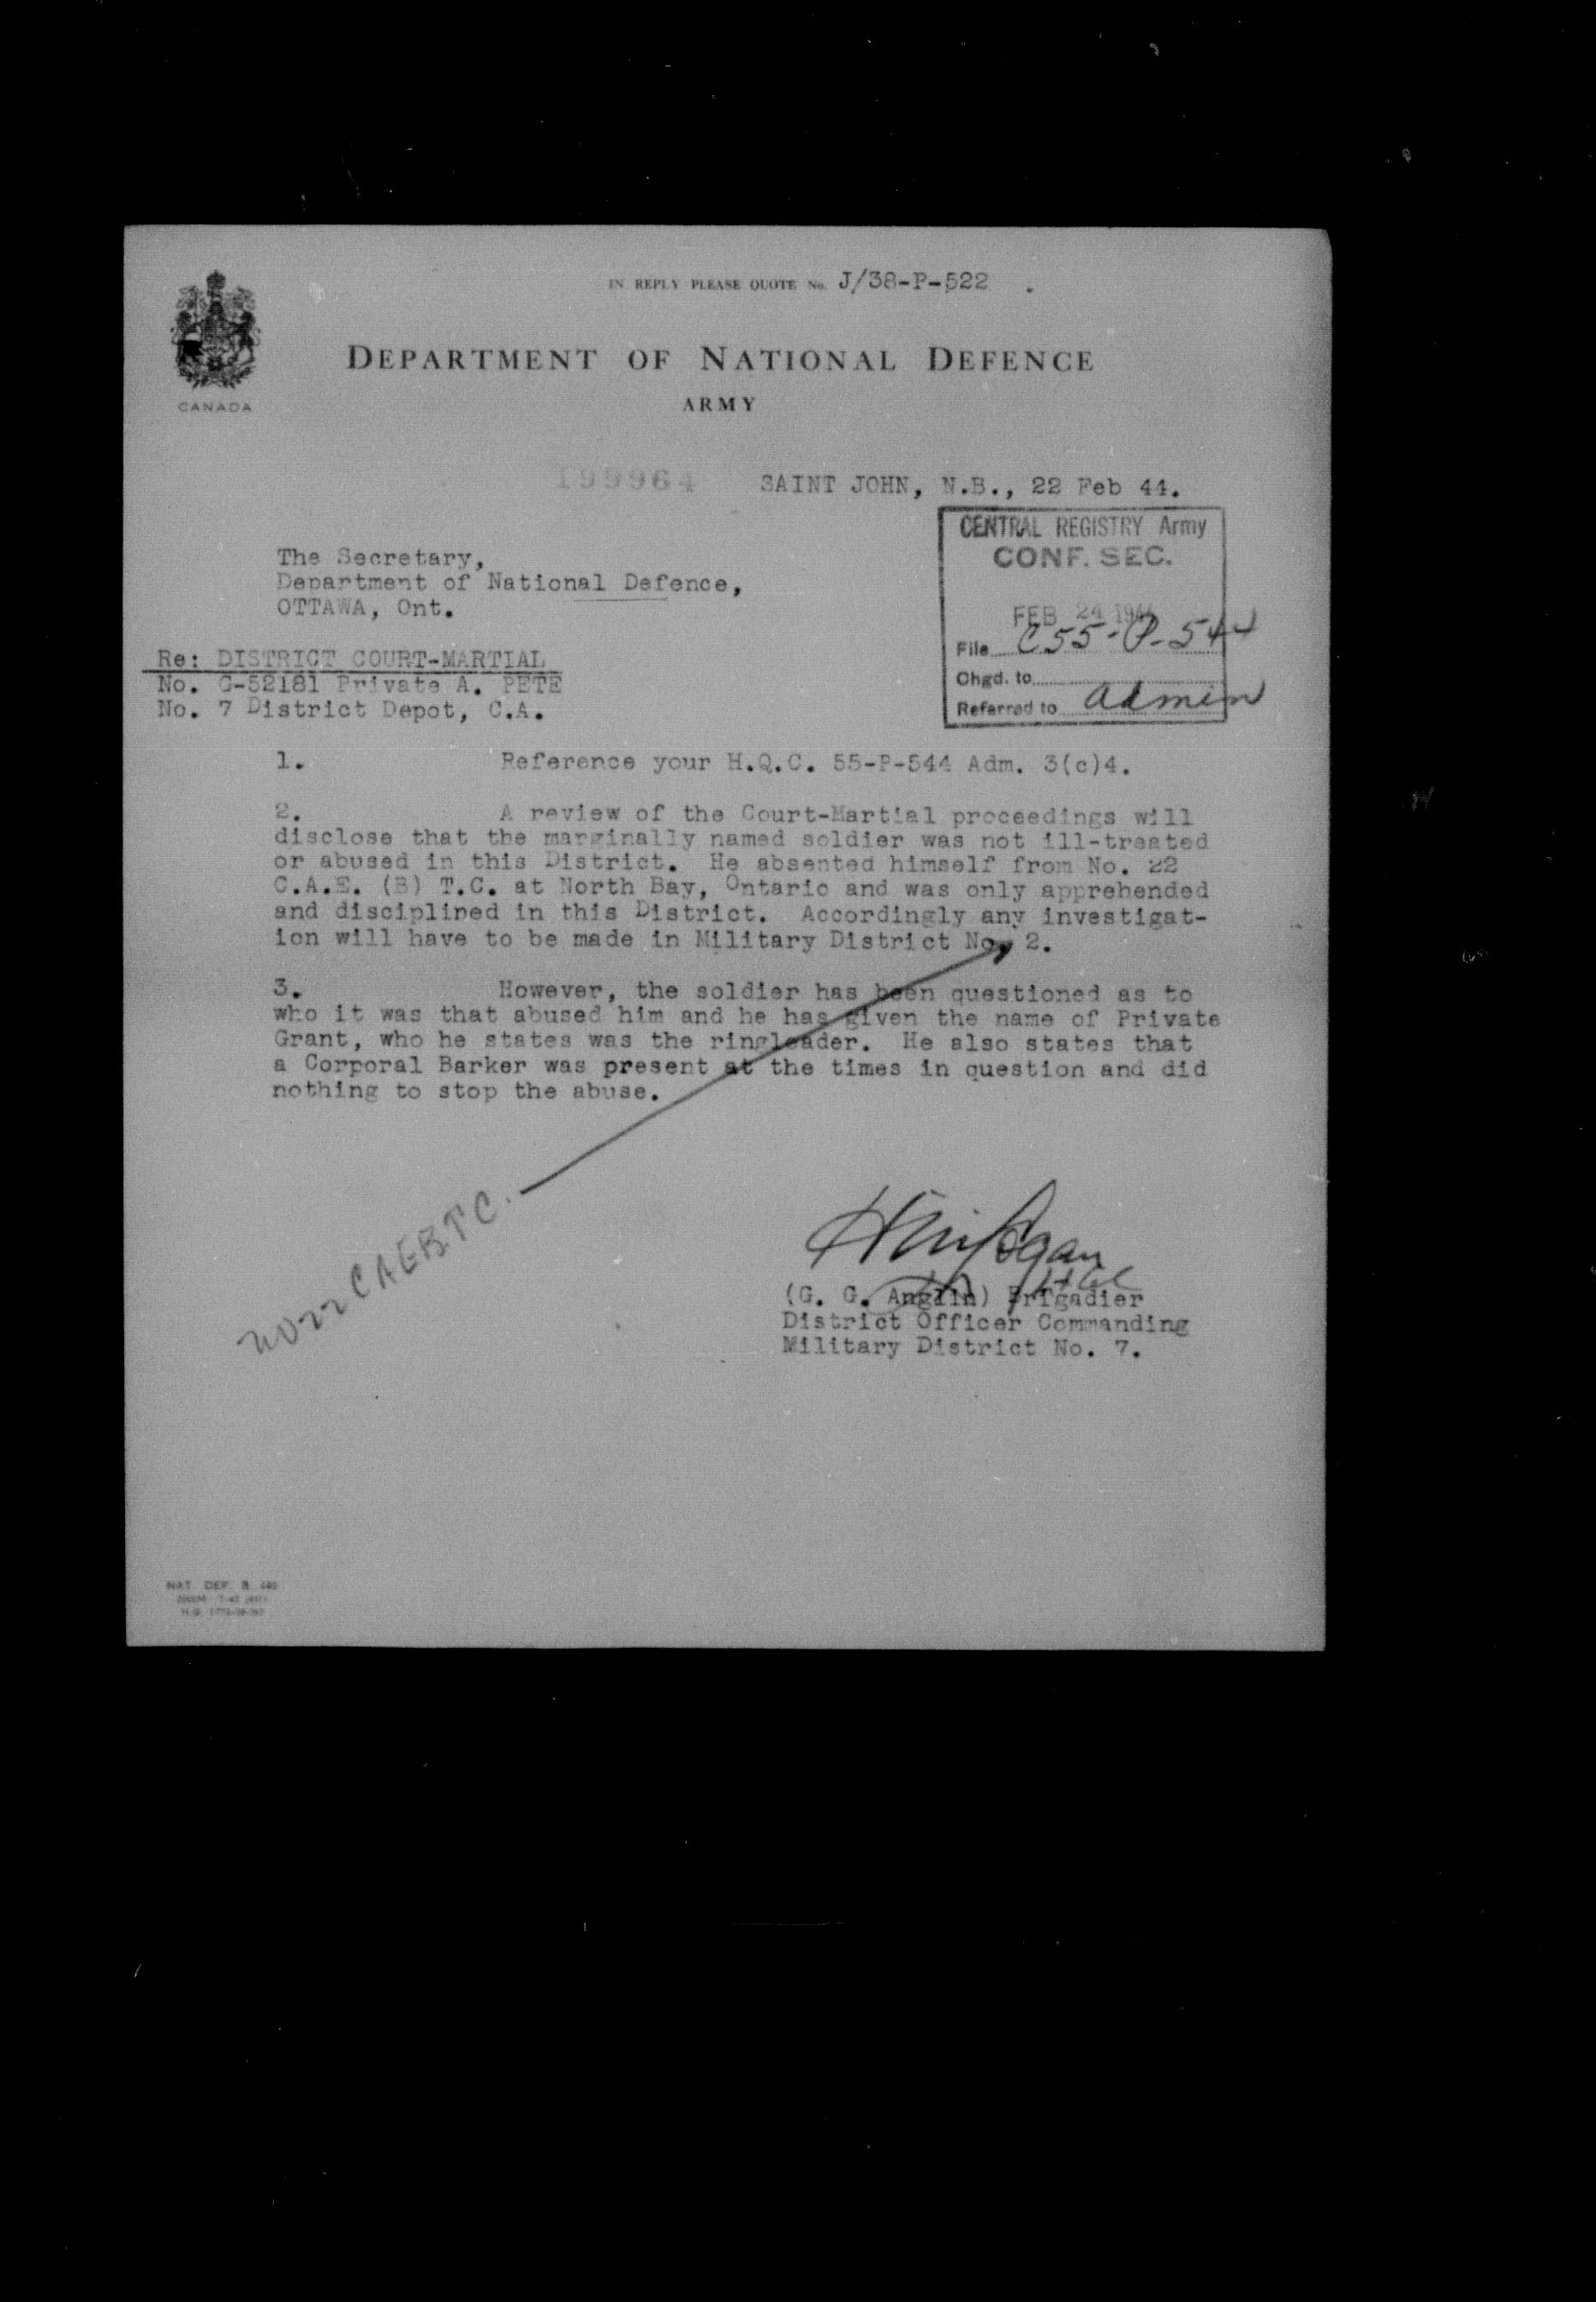 IN REPLY PLEASE QUOTE No. J/38-P-522
DEPARTMENT OF NATIONAL DEFENCE
ARMY
CANADA
199964
SAINT JOHN, N.B., 22 Feb 44.
CENTRAL REGISTRY Army
CONF. SEC.
FEB 24 1944
File C55-P-544
Chgd. to
Referred to admin
The Secretary,
Department of National Defence,
OTTAWA, Ont.
Re: DISTRICT COURT-MARTIAL
No. G-52181 Private A. PETE
No. 7 District Depot, C.A.
1. Reference your H.Q.C. 55-P-544 Adm. 3(c)4.
2. A review of the Court-Martial proceedings will
disclose that the marginally named soldier was not ill-treated
or abused in this District. He absented himself from No. 22
C.A.E. (B) T.C. at North Bay, Ontario and was only apprehended
and disciplined in this District. Accordingly any investigat-
ion will have to be made in Military District No. 2.
3. However, the soldier has been questioned as to
who it was that abused him and he has given the name of Private
Grant, who he states was the ringleader. He also states that
a Corporal Barker was present at the times in question and did
nothing to stop the abuse.
no 22 CAEBTC.
(G. G. Anglin) Brigadier
District Officer Commanding
Military District No. 7.
NAT. DEF. B 440